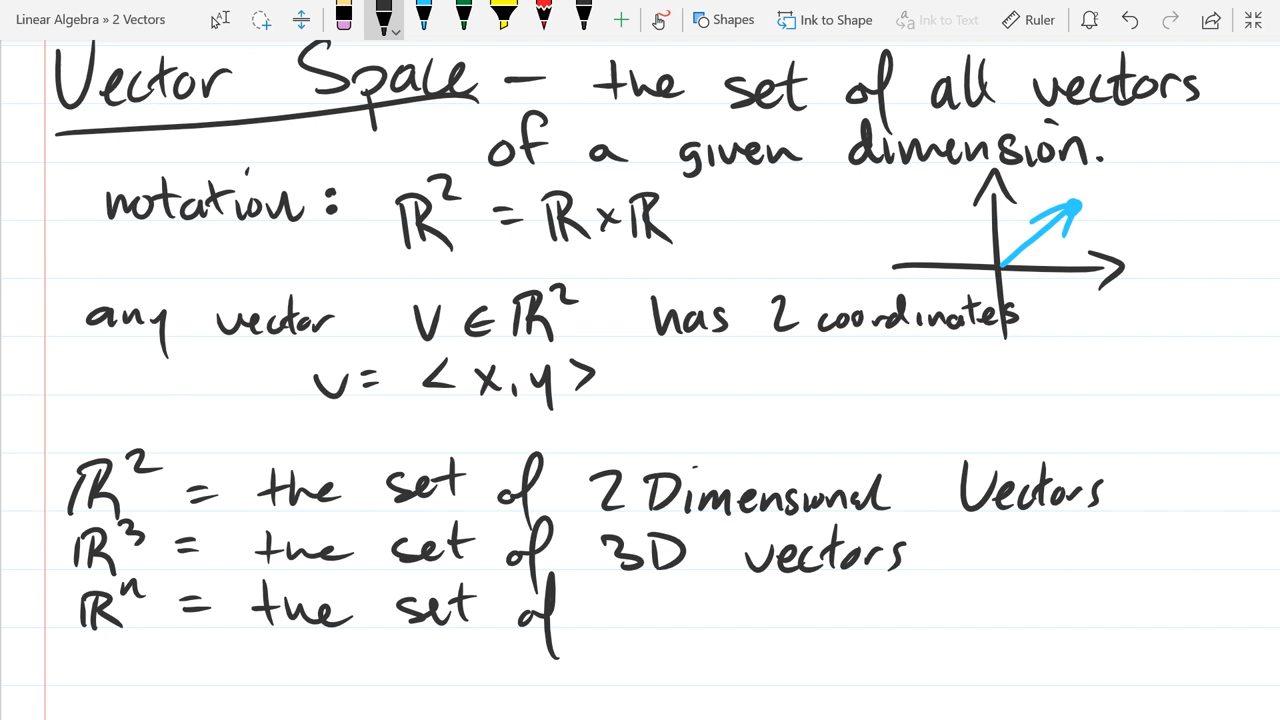 Linear Algebra » 2 Vectors
Shapes
Ink to Shape
Ink to Text
Ruler
Vector Space – the set of all vectors
of a given dimension.
notation: ℝ² = ℝ×ℝ
any vector v ∈ ℝ² has 2 coordinates
v = <x,y>
ℝ² = the set of 2 Dimensional Vectors
ℝ³ = the set of 3D vectors
ℝⁿ = the set of